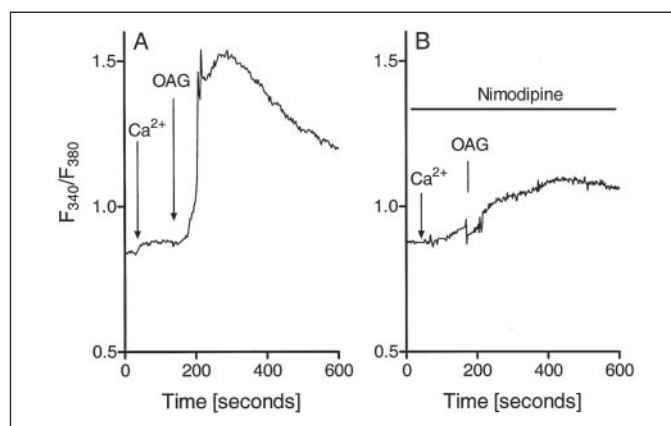 A
1.5
1.0
0.5
F340/F380
OAG
Ca2+
0
200
400
600
Time [seconds]
B
1.5
1.0
0.5
Nimodipine
OAG
Ca2+
0
200
400
600
Time [seconds]